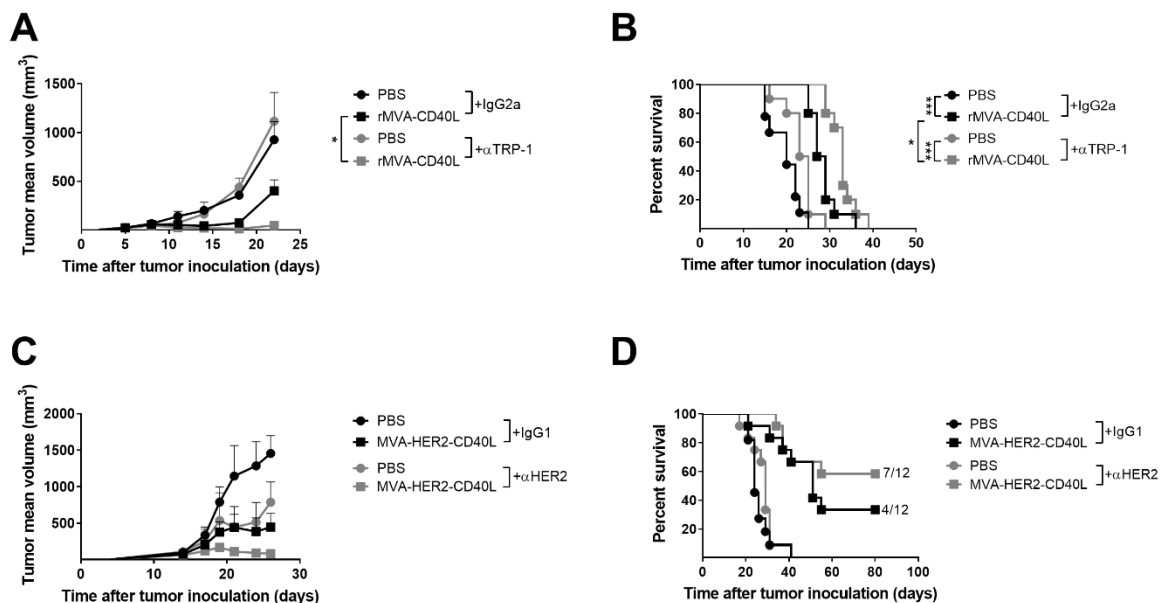 A
Tumor mean volume (mm³)
1500
1000
500
0 5 10 15 20 25
Time after tumor inoculation (days)
PBS
rMVA-CD40L
+IgG2a
*
PBS
rMVA-CD40L
+αTRP-1
B
Percent survival
100
80
60
40
20
0 10 20 30 40 50
Time after tumor inoculation (days)
***
PBS
rMVA-CD40L
+IgG2a
*
***
PBS
rMVA-CD40L
+αTRP-1
C
Tumor mean volume (mm³)
2000
1500
1000
500
0 10 20 30
Time after tumor inoculation (days)
PBS
MVA-HER2-CD40L
+IgG1
PBS
MVA-HER2-CD40L
+αHER2
D
Percent survival
100
80
60
40
20
0 20 40 60 80 100
7/12
4/12
Time after tumor inoculation (days)
PBS
MVA-HER2-CD40L
+IgG1
PBS
MVA-HER2-CD40L
+αHER2